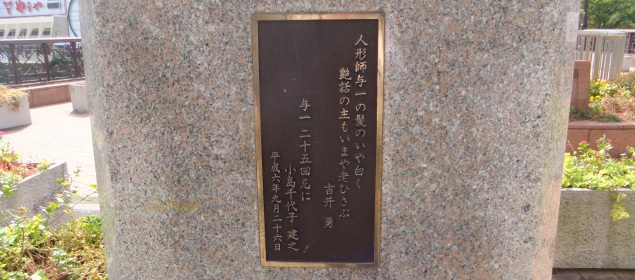 人形師与一の髪のいや白く
艶話の主もいまや老ひさぶ
吉井 勇
与一 二十五回忌に
小島千代子 建之
平成六年九月二十六日